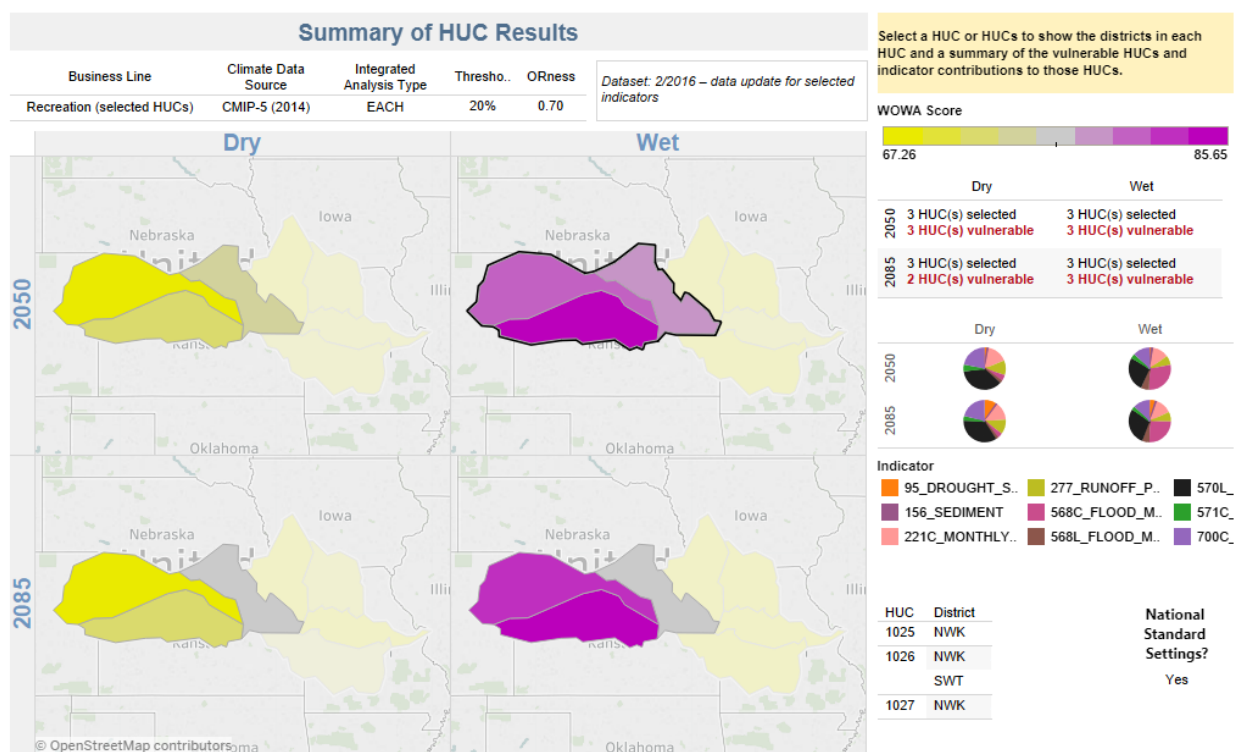 Summary of HUC Results
Business Line
Climate Data
Source
Integrated
Analysis Type
Thresho..
ORness
Recreation (selected HUCs)
CMIP-5 (2014)
EACH
20%
0.70
Dataset: 2/2016 – data update for selected
indicators
Select a HUC or HUCs to show the districts in each
HUC and a summary of the vulnerable HUCs and
indicator contributions to those HUCs.
WOWA Score
67.26
85.65
Dry
Wet
2050
Iowa
Nebraska
Oklahoma
Iowa
Nebraska
Oklahoma
2085
Iowa
Nebraska
Oklahoma
Iowa
Nebraska
Oklahoma
© OpenStreetMap contributors
Dry
Wet
2050
3 HUC(s) selected
3 HUC(s) selected
3 HUC(s) vulnerable
3 HUC(s) vulnerable
2085
3 HUC(s) selected
3 HUC(s) selected
2 HUC(s) vulnerable
3 HUC(s) vulnerable
Dry
Wet
2050
2085
Indicator
95_DROUGHT_S..
277_RUNOFF_P..
570L_
156_SEDIMENT
568C_FLOOD_M..
571C_
221C_MONTHLY..
568L_FLOOD_M..
700C_
HUC District
1025 NWK
1026 NWK
SWT
1027 NWK
National
Standard
Settings?
Yes